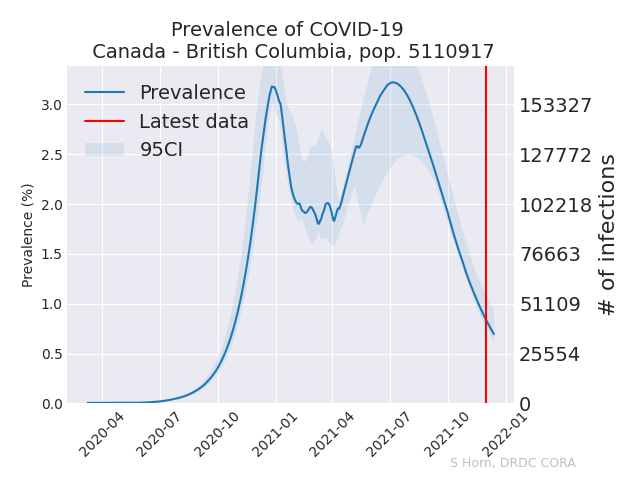 Prevalence of COVID-19
Canada - British Columbia, pop. 5110917
Prevalence
Latest data
95CI
Prevalence (%)
3.0
2.5
2.0
1.5
1.0
0.5
0.0
153327
127772
102218
76663
51109
25554
0
# of infections
2020-04
2020-07
2020-10
2021-01
2021-04
2021-07
2021-10
2022-01
S Horn, DRDC CORA